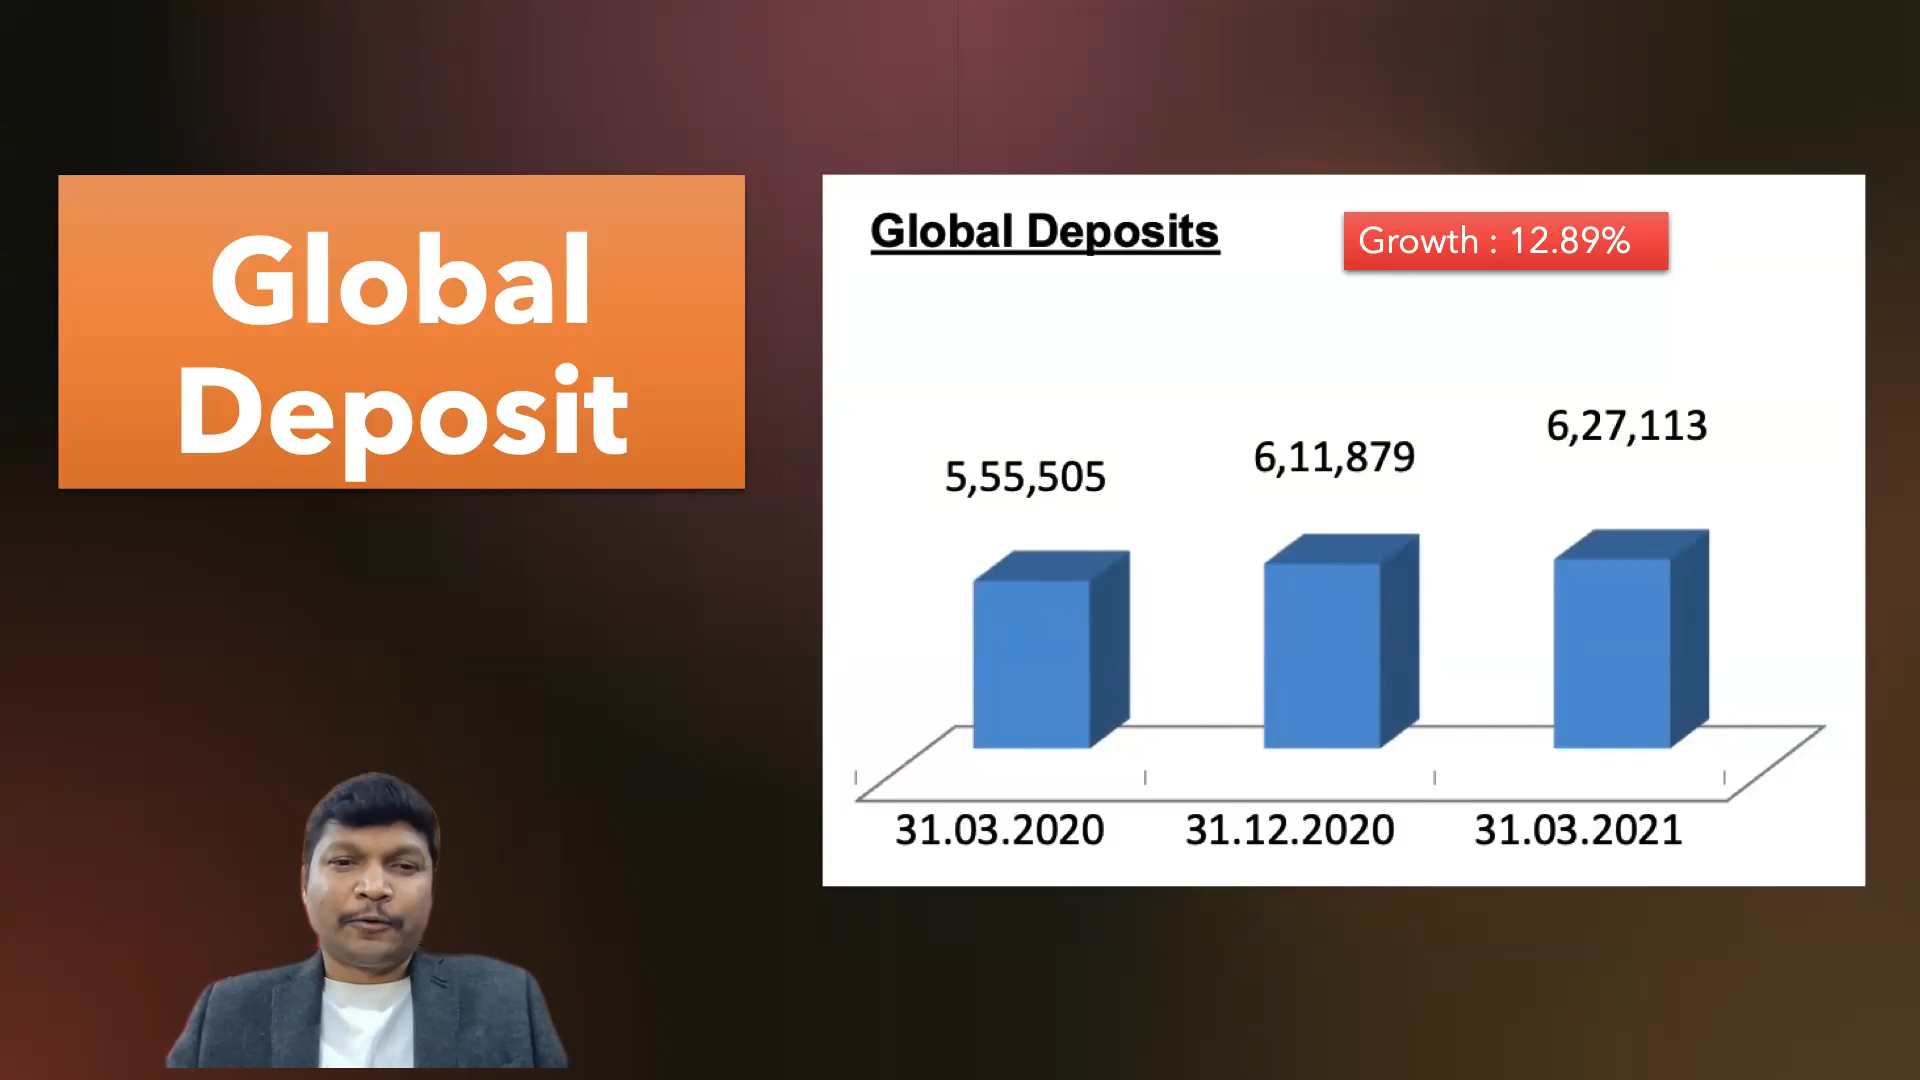 Global
Deposit
Global Deposits
Growth : 12.89%
5,55,505
6,11,879
6,27,113
31.03.2020
31.12.2020
31.03.2021